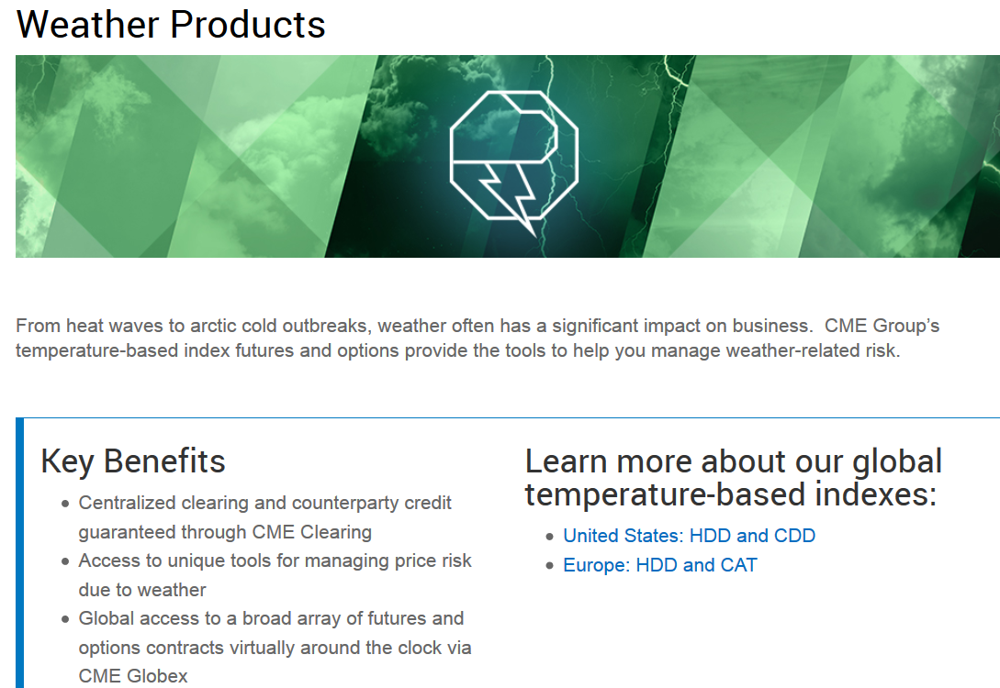 Weather Products
From heat waves to arctic cold outbreaks, weather often has a significant impact on business.  CME Group’s
temperature-based index futures and options provide the tools to help you manage weather-related risk.
Key Benefits
• Centralized clearing and counterparty credit
guaranteed through CME Clearing
• Access to unique tools for managing price risk
due to weather
• Global access to a broad array of futures and
options contracts virtually around the clock via
CME Globex
Learn more about our global
temperature-based indexes:
• United States: HDD and CDD
• Europe: HDD and CAT